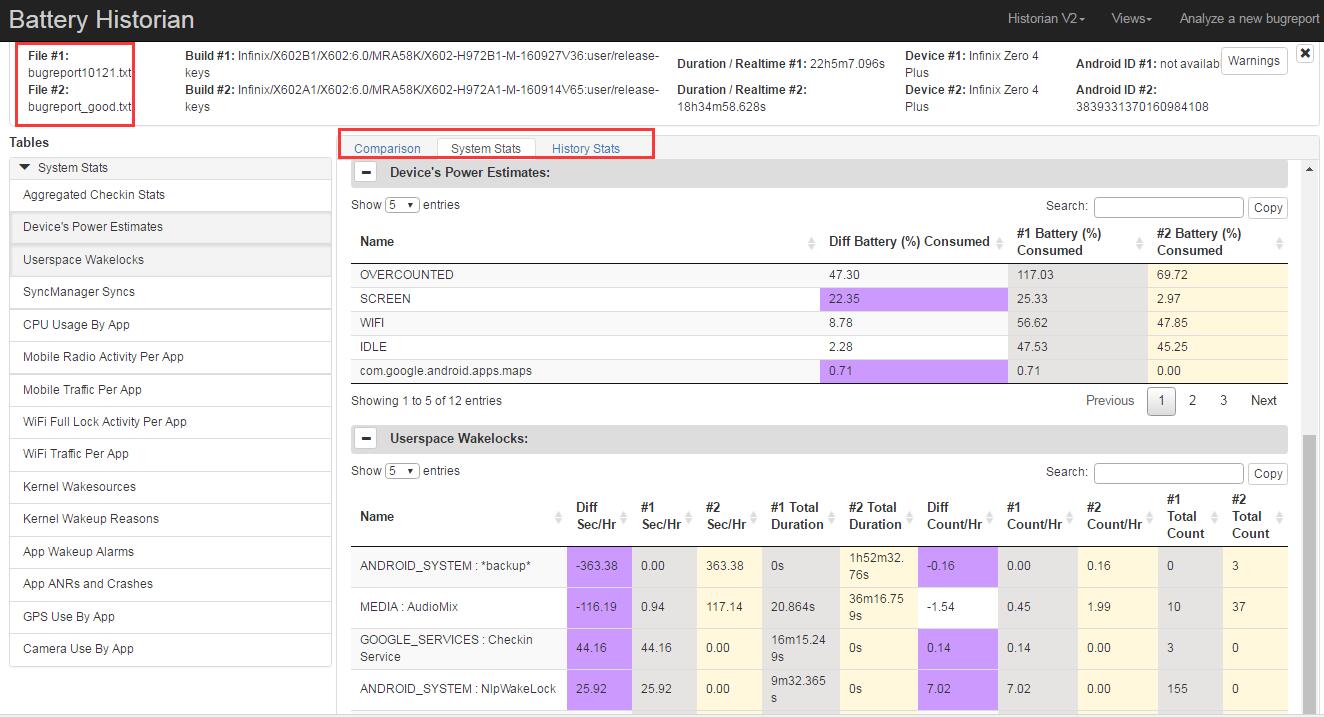 Battery Historian
Historian V2 Views Analyze a new bugreport
File #1:
bugreport10121.txt
File #2:
bugreport_good.txt
Build #1: Infinix/X602B1/X602:6.0/MRA58K/X602-H972B1-M-160927V36:user/release-
keys
Build #2: Infinix/X602A1/X602:6.0/MRA58K/X602-H972A1-M-160914V65:user/release-
keys
Duration / Realtime #1: 22h5m7.096s
Duration / Realtime #2:
18h34m58.628s
Device #1: Infinix Zero 4
Plus
Device #2: Infinix Zero 4
Plus
Android ID #1: not availab
Android ID #2:
3839331370160984108
Warnings
Tables
System Stats
Aggregated Checkin Stats
Device's Power Estimates
Userspace Wakelocks
SyncManager Syncs
CPU Usage By App
Mobile Radio Activity Per App
Mobile Traffic Per App
WiFi Full Lock Activity Per App
WiFi Traffic Per App
Kernel Wakesources
Kernel Wakeup Reasons
App Wakeup Alarms
App ANRs and Crashes
GPS Use By App
Camera Use By App
Comparison System Stats History Stats
Device's Power Estimates:
Show 5 entries Search: Copy
Name Diff Battery (%) Consumed #1 Battery (%) Consumed #2 Battery (%) Consumed
OVERCOUNTED 47.30 117.03 69.72
SCREEN 22.35 25.33 2.97
WIFI 8.78 56.62 47.85
IDLE 2.28 47.53 45.25
com.google.android.apps.maps 0.71 0.71 0.00
Showing 1 to 5 of 12 entries Previous 1 2 3 Next
Userspace Wakelocks:
Show 5 entries Search: Copy
Name Diff Sec/Hr #1 Sec/Hr #2 Sec/Hr #1 Total Duration #2 Total Duration Diff Count/Hr #1 Count/Hr #2 Count/Hr #1 Total Count #2 Total Count
ANDROID_SYSTEM : *backup* -363.38 0.00 363.38 0s 1h52m32.76s -0.16 0.00 0.16 0 3
MEDIA : AudioMix -116.19 0.94 117.14 20.864s 36m16.759s -1.54 0.45 1.99 10 37
GOOGLE_SERVICES : Checkin Service 44.16 44.16 0.00 16m15.249s 0s 0.14 0.14 0.00 3 0
ANDROID_SYSTEM : NlpWakeLock 25.92 25.92 0.00 9m32.365s 0s 7.02 7.02 0.00 155 0